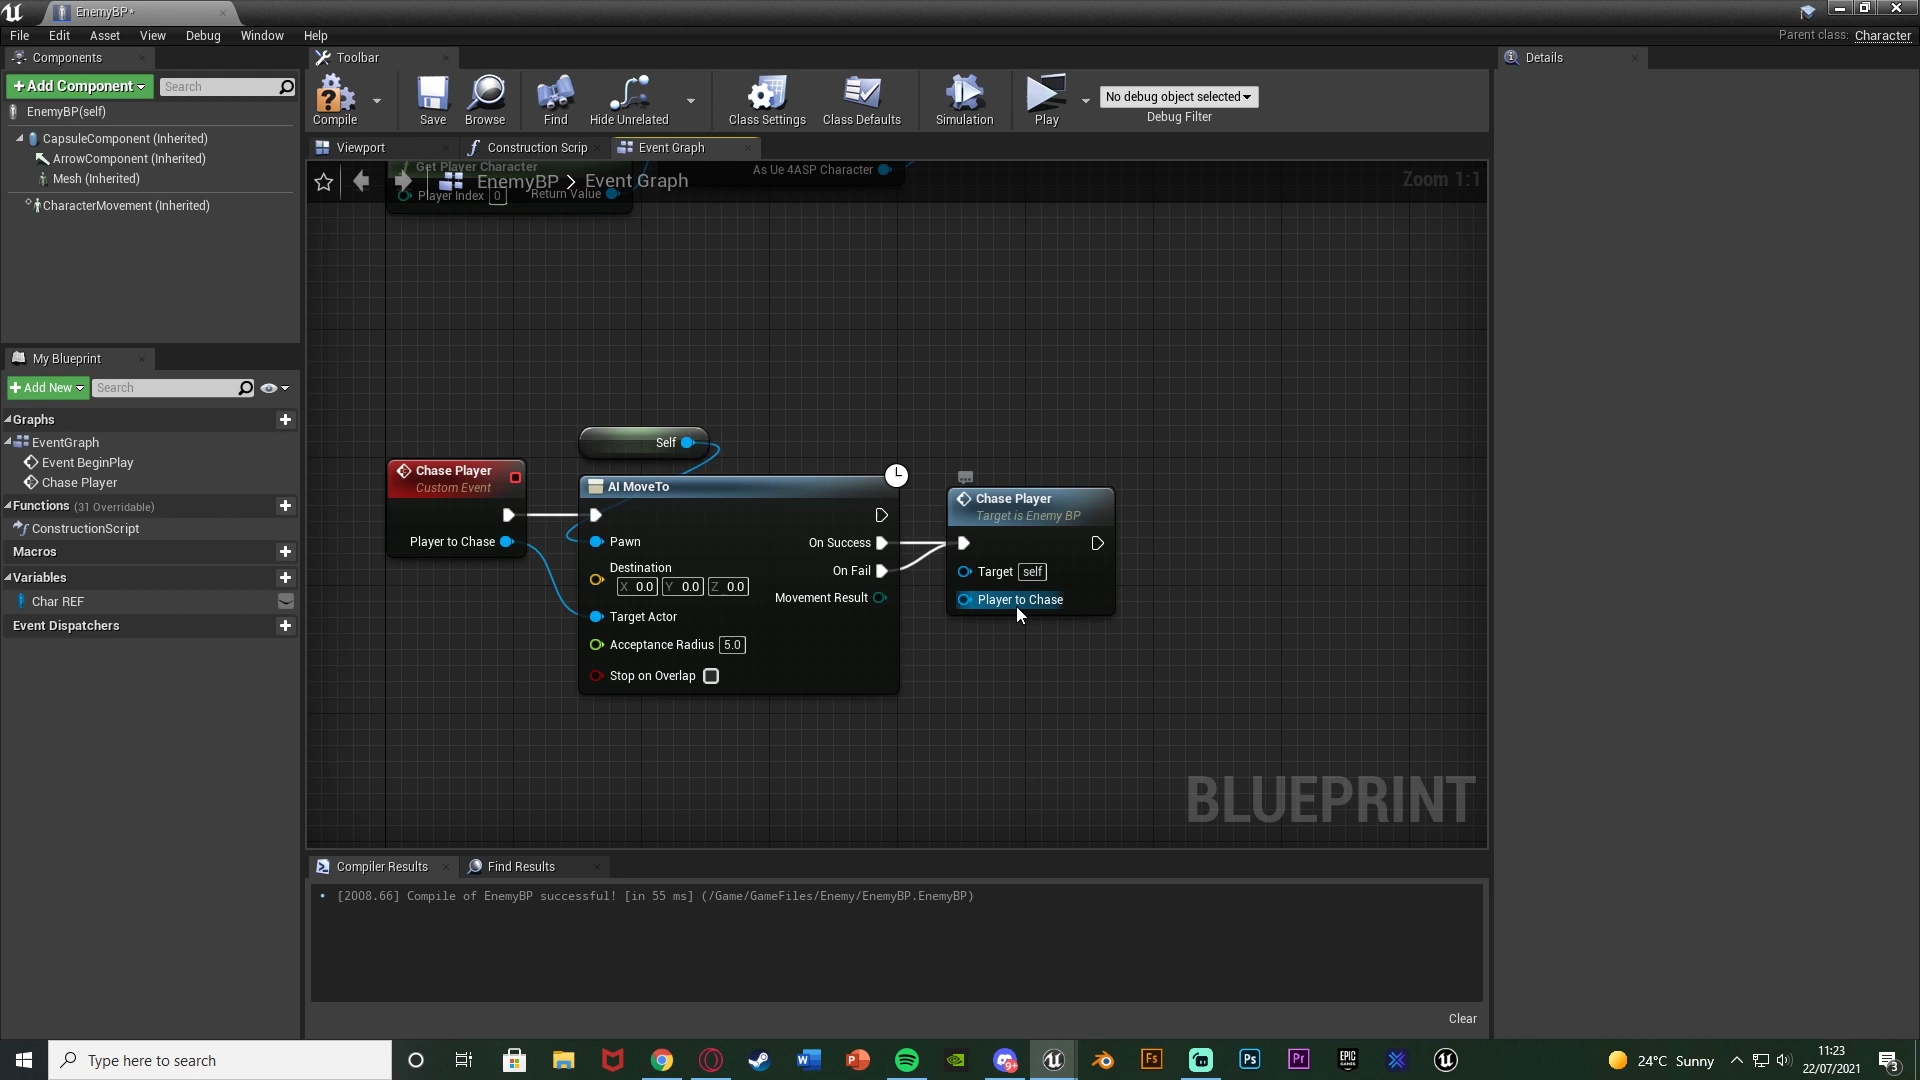 EnemyBP*
File Edit Asset View Debug Window Help
Parent class: Character
Components
Toolbar
Details
+ Add Component
Search
EnemyBP(self)
CapsuleComponent (Inherited)
ArrowComponent (Inherited)
Mesh (Inherited)
CharacterMovement (Inherited)
Compile
Save
Browse
Find
Hide Unrelated
Class Settings
Class Defaults
Simulation
Play
No debug object selected
Debug Filter
Viewport
Construction Scrip
Event Graph
Get Player Character
Player Index 0
Return Value
As Ue 4ASP Character
EnemyBP > Event Graph
Zoom 1:1
My Blueprint
+ Add New
Search
Graphs
EventGraph
Event BeginPlay
Chase Player
Functions (31 Overridable)
ConstructionScript
Macros
Variables
Char REF
Event Dispatchers
Self
Chase Player
Custom Event
Player to Chase
AI MoveTo
Pawn
Destination
X 0.0 Y 0.0 Z 0.0
Target Actor
Acceptance Radius 5.0
Stop on Overlap
On Success
On Fail
Movement Result
Chase Player
Target is Enemy BP
Target self
Player to Chase
BLUEPRINT
Compiler Results
Find Results
[2008.66] Compile of EnemyBP successful! [in 55 ms] (/Game/GameFiles/Enemy/EnemyBP.EnemyBP)
Clear
Type here to search
24°C Sunny
11:23
22/07/2021
3